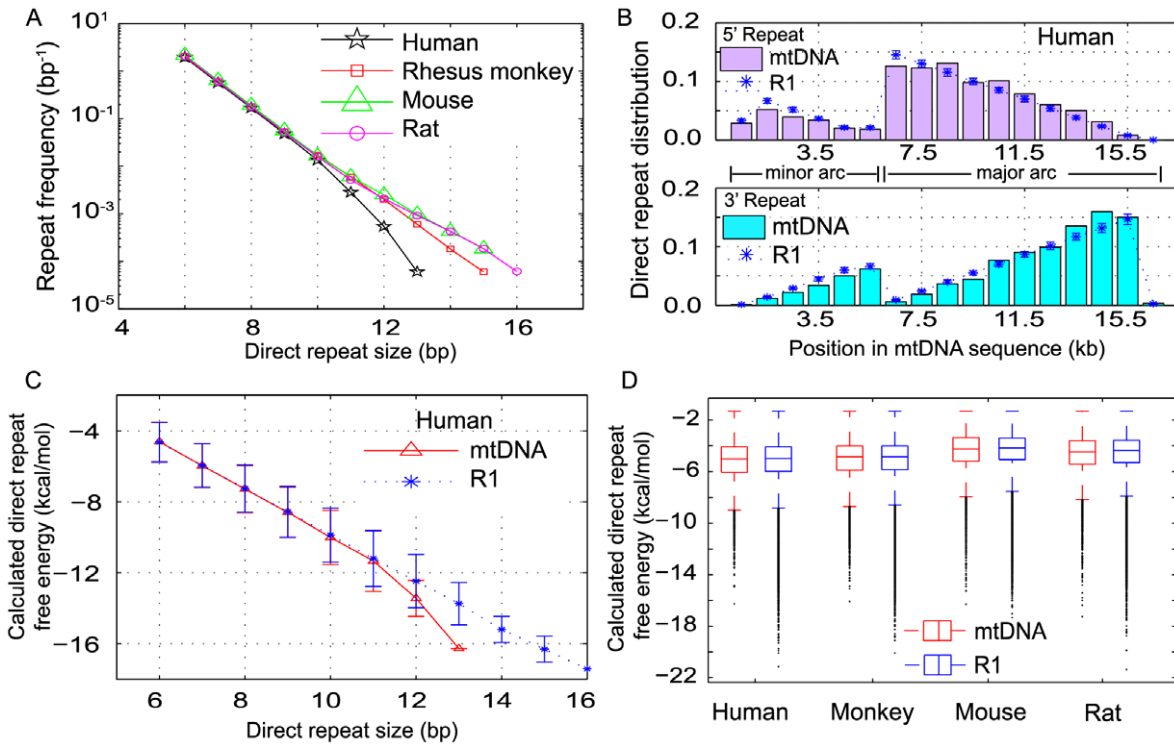 A
Repeat frequency (bp⁻¹)
10¹
10⁻¹
10⁻³
10⁻⁵
Human
Rhesus monkey
Mouse
Rat
4 8 12 16
Direct repeat size (bp)
B
Direct repeat distribution
0.2
0.1
0.0
5' Repeat
mtDNA
R1
Human
3.5 7.5 11.5 15.5
minor arc
major arc
0.2
0.1
0.0
3' Repeat
mtDNA
R1
3.5 7.5 11.5 15.5
Position in mtDNA sequence (kb)
C
Calculated direct repeat
free energy (kcal/mol)
−4
−8
−12
−16
Human
mtDNA
R1
6 8 10 12 14 16
Direct repeat size (bp)
D
Calculated direct repeat
free energy (kcal/mol)
−2
−6
−10
−14
−18
−22
mtDNA
R1
Human Monkey Mouse Rat